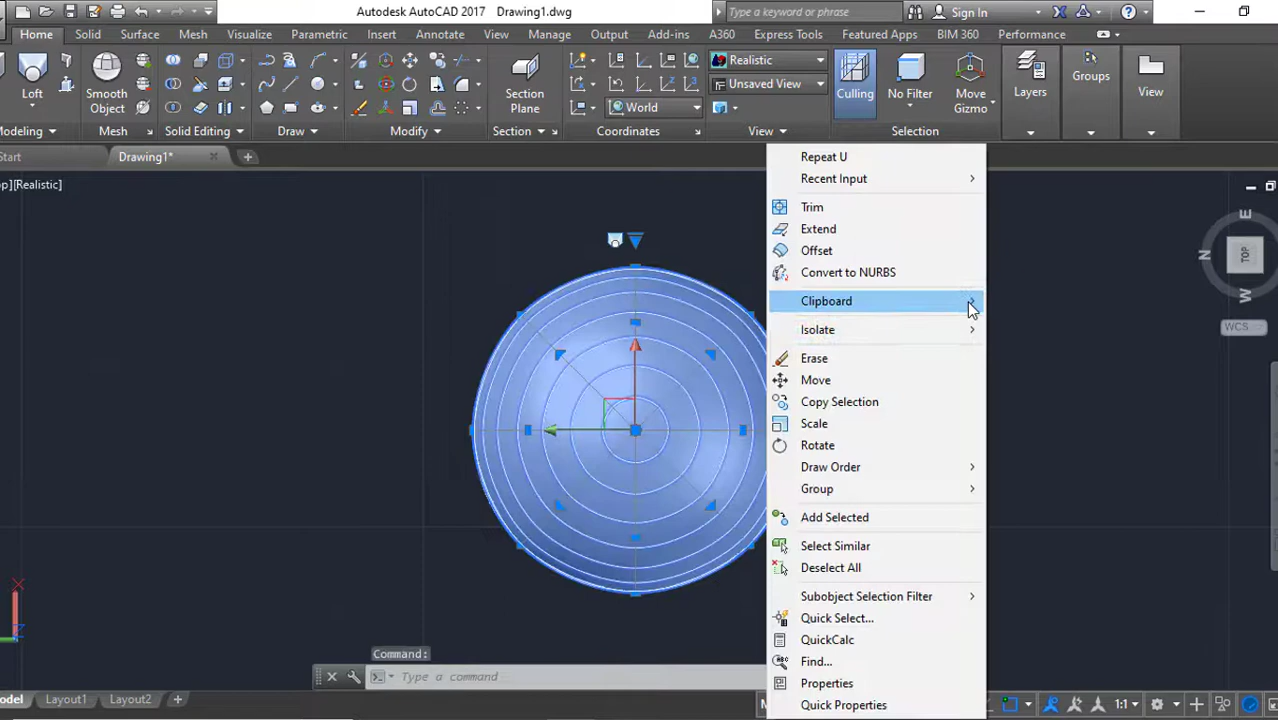 Autodesk AutoCAD 2017 Drawing1.dwg
Type a keyword or phrase
Sign In
Home Solid Surface Mesh Visualize Parametric Insert Annotate View Manage Output Add-ins A360 Express Tools Featured Apps BIM 360 Performance
Loft
Smooth Object
Section Plane
World
Realistic
Unsaved View
Culling
No Filter
Move Gizmo
Layers
Groups
View
Modeling Mesh Solid Editing Draw Modify Section Coordinates View Selection
Start Drawing1*
][Realistic]
E
N
TOP
W
WCS
X
Z
Repeat U
Recent Input
Trim
Extend
Offset
Convert to NURBS
Clipboard
Isolate
Erase
Move
Copy Selection
Scale
Rotate
Draw Order
Group
Add Selected
Select Similar
Deselect All
Subobject Selection Filter
Quick Select...
QuickCalc
Find...
Properties
Quick Properties
Command:
Type a command
Layout1 Layout2
1:1